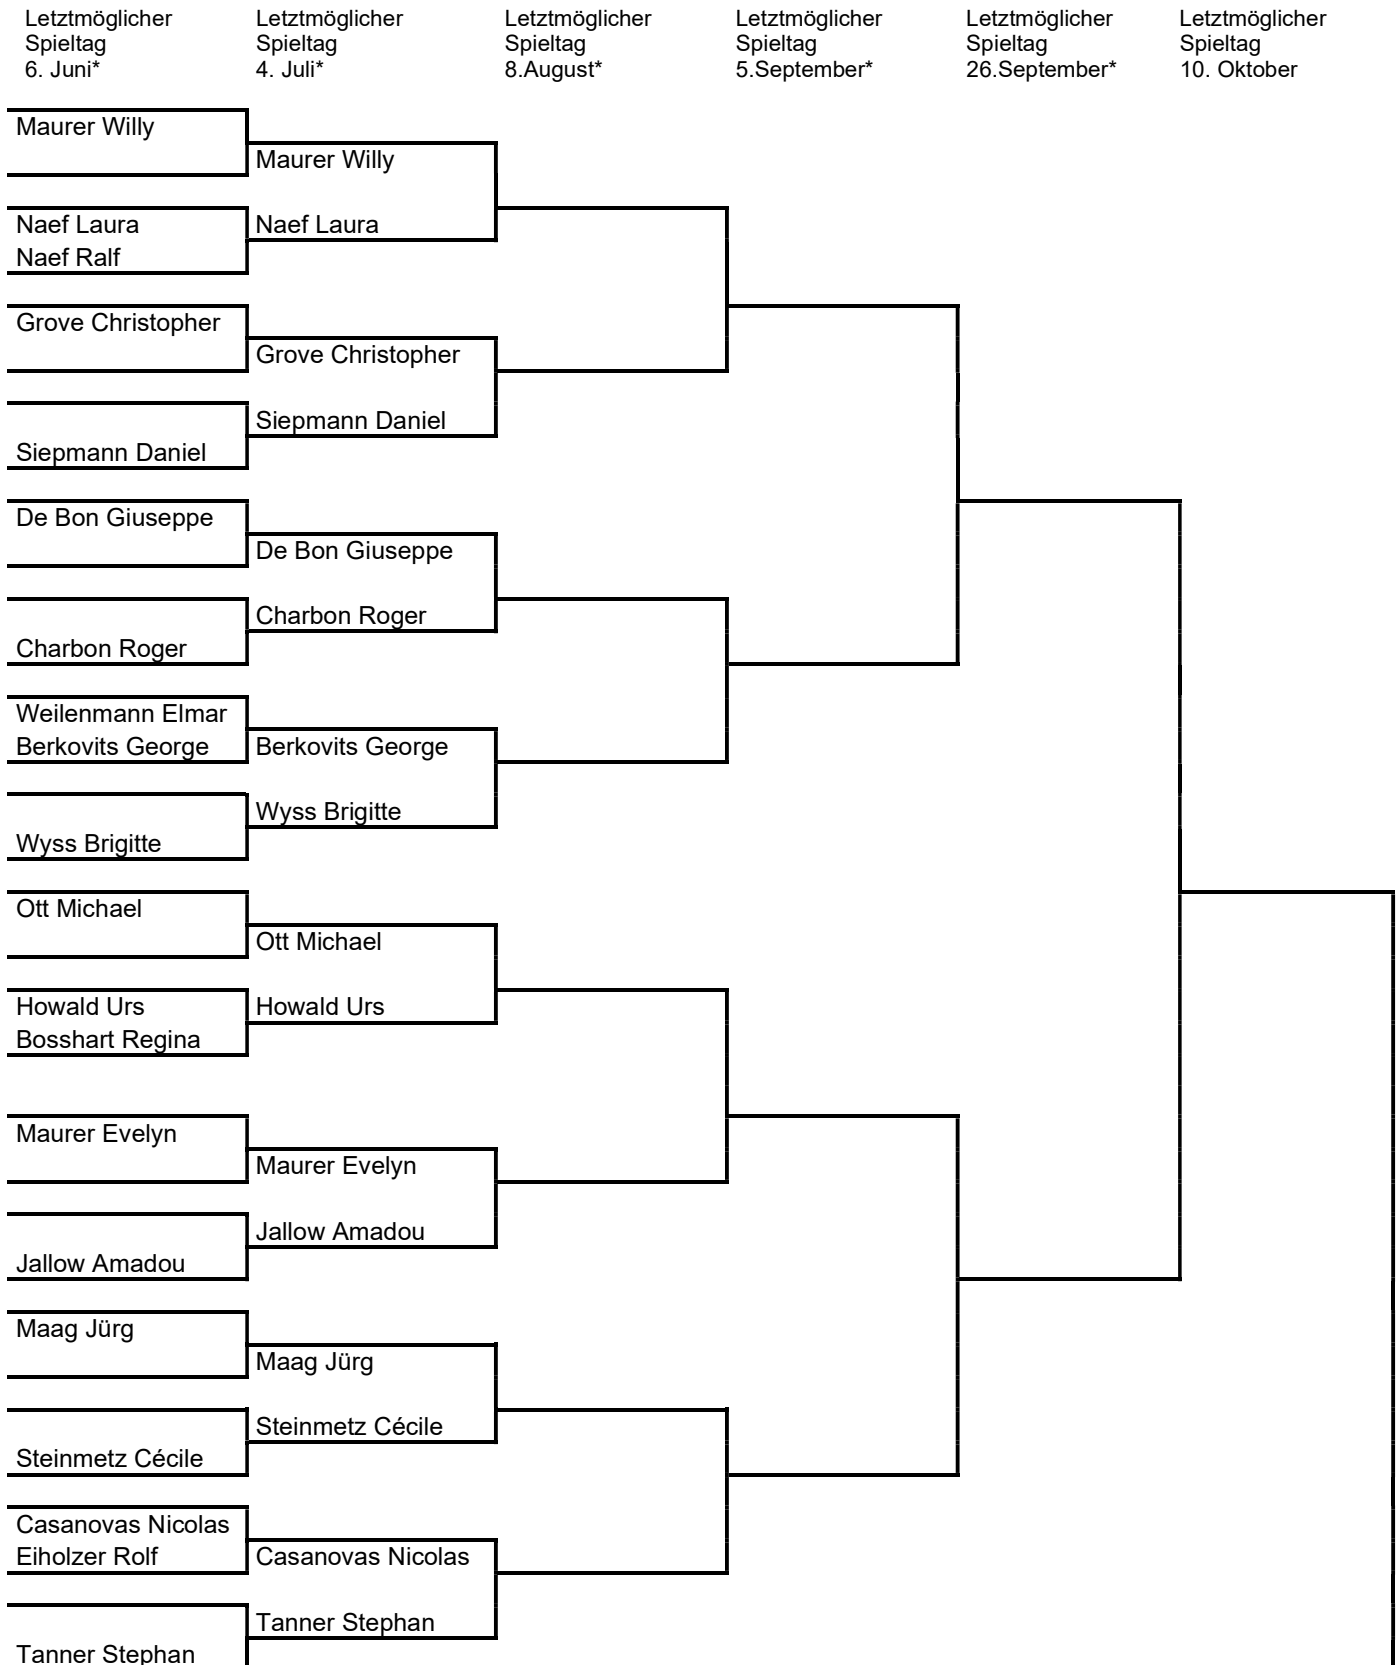 Letztmöglicher
Spieltag
6. Juni*
Letztmöglicher
Spieltag
4. Juli*
Letztmöglicher
Spieltag
8.August*
Letztmöglicher
Spieltag
5.September*
Letztmöglicher
Spieltag
26.September*
Letztmöglicher
Spieltag
10. Oktober
Maurer Willy
Maurer Willy
Naef Laura
Naef Laura
Naef Ralf
Grove Christopher
Grove Christopher
Siepmann Daniel
Siepmann Daniel
De Bon Giuseppe
De Bon Giuseppe
Charbon Roger
Charbon Roger
Weilenmann Elmar
Berkovits George
Berkovits George
Wyss Brigitte
Wyss Brigitte
Ott Michael
Ott Michael
Howald Urs
Howald Urs
Bosshart Regina
Maurer Evelyn
Maurer Evelyn
Jallow Amadou
Jallow Amadou
Maag Jürg
Maag Jürg
Steinmetz Cécile
Steinmetz Cécile
Casanovas Nicolas
Eiholzer Rolf
Casanovas Nicolas
Tanner Stephan
Tanner Stephan